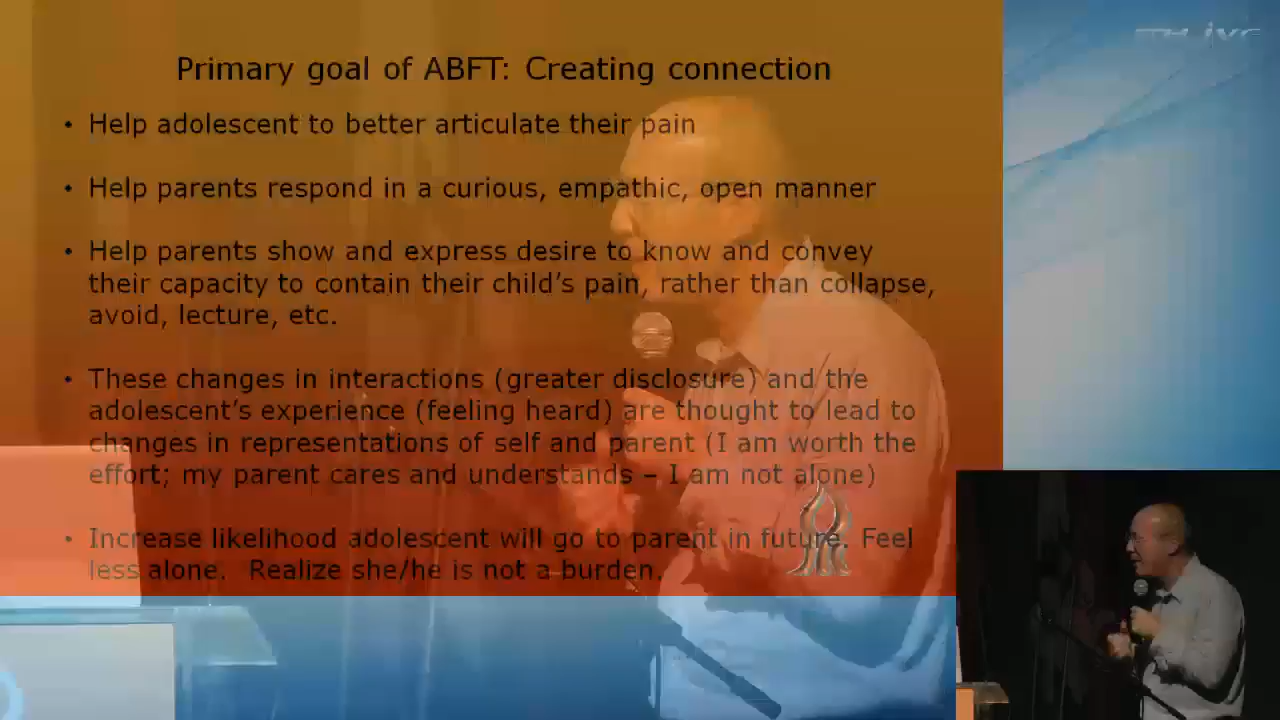 Primary goal of ABFT: Creating connection
• Help adolescent to better articulate their pain
• Help parents respond in a curious, empathic, open manner
• Help parents show and express desire to know and convey
their capacity to contain their child's pain, rather than collapse,
avoid, lecture, etc.
• These changes in interactions (greater disclosure) and the
adolescent's experience (feeling heard) are thought to lead to
changes in representations of self and parent (I am worth the
effort; my parent cares and understands – I am not alone)
• Increase likelihood adolescent will go to parent in future. Feel
less alone.  Realize she/he is not a burden.